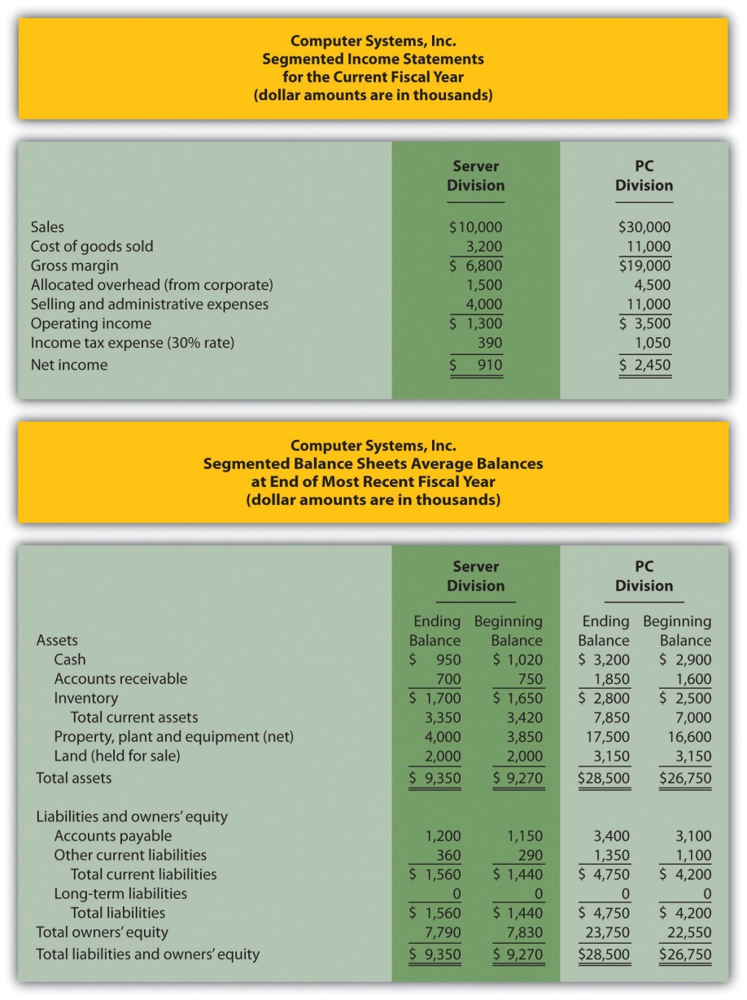 Computer Systems, Inc.
Segmented Income Statements
for the Current Fiscal Year
(dollar amounts are in thousands)
Server PC
Division Division
Sales $10,000 $30,000
Cost of goods sold 3,200 11,000
Gross margin $ 6,800 $19,000
Allocated overhead (from corporate) 1,500 4,500
Selling and administrative expenses 4,000 11,000
Operating income $ 1,300 $ 3,500
Income tax expense (30% rate) 390 1,050
Net income $ 910 $ 2,450
Computer Systems, Inc.
Segmented Balance Sheets Average Balances
at End of Most Recent Fiscal Year
(dollar amounts are in thousands)
Server PC
Division Division
Ending Beginning Ending Beginning
Assets Balance Balance Balance Balance
Cash $ 950 $ 1,020 $ 3,200 $ 2,900
Accounts receivable 700 750 1,850 1,600
Inventory $ 1,700 $ 1,650 $ 2,800 $ 2,500
Total current assets 3,350 3,420 7,850 7,000
Property, plant and equipment (net) 4,000 3,850 17,500 16,600
Land (held for sale) 2,000 2,000 3,150 3,150
Total assets $ 9,350 $ 9,270 $28,500 $26,750
Liabilities and owners' equity
Accounts payable 1,200 1,150 3,400 3,100
Other current liabilities 360 290 1,350 1,100
Total current liabilities $ 1,560 $ 1,440 $ 4,750 $ 4,200
Long-term liabilities 0 0 0 0
Total liabilities $ 1,560 $ 1,440 $ 4,750 $ 4,200
Total owners' equity 7,790 7,830 23,750 22,550
Total liabilities and owners' equity $ 9,350 $ 9,270 $28,500 $26,750